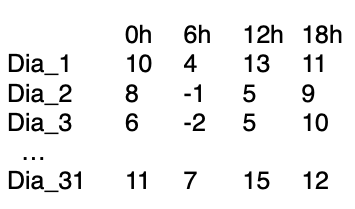 0h 6h 12h 18h
Dia_1 10 4 13 11
Dia_2 8 -1 5 9
Dia_3 6 -2 5 10
...
Dia_31 11 7 15 12